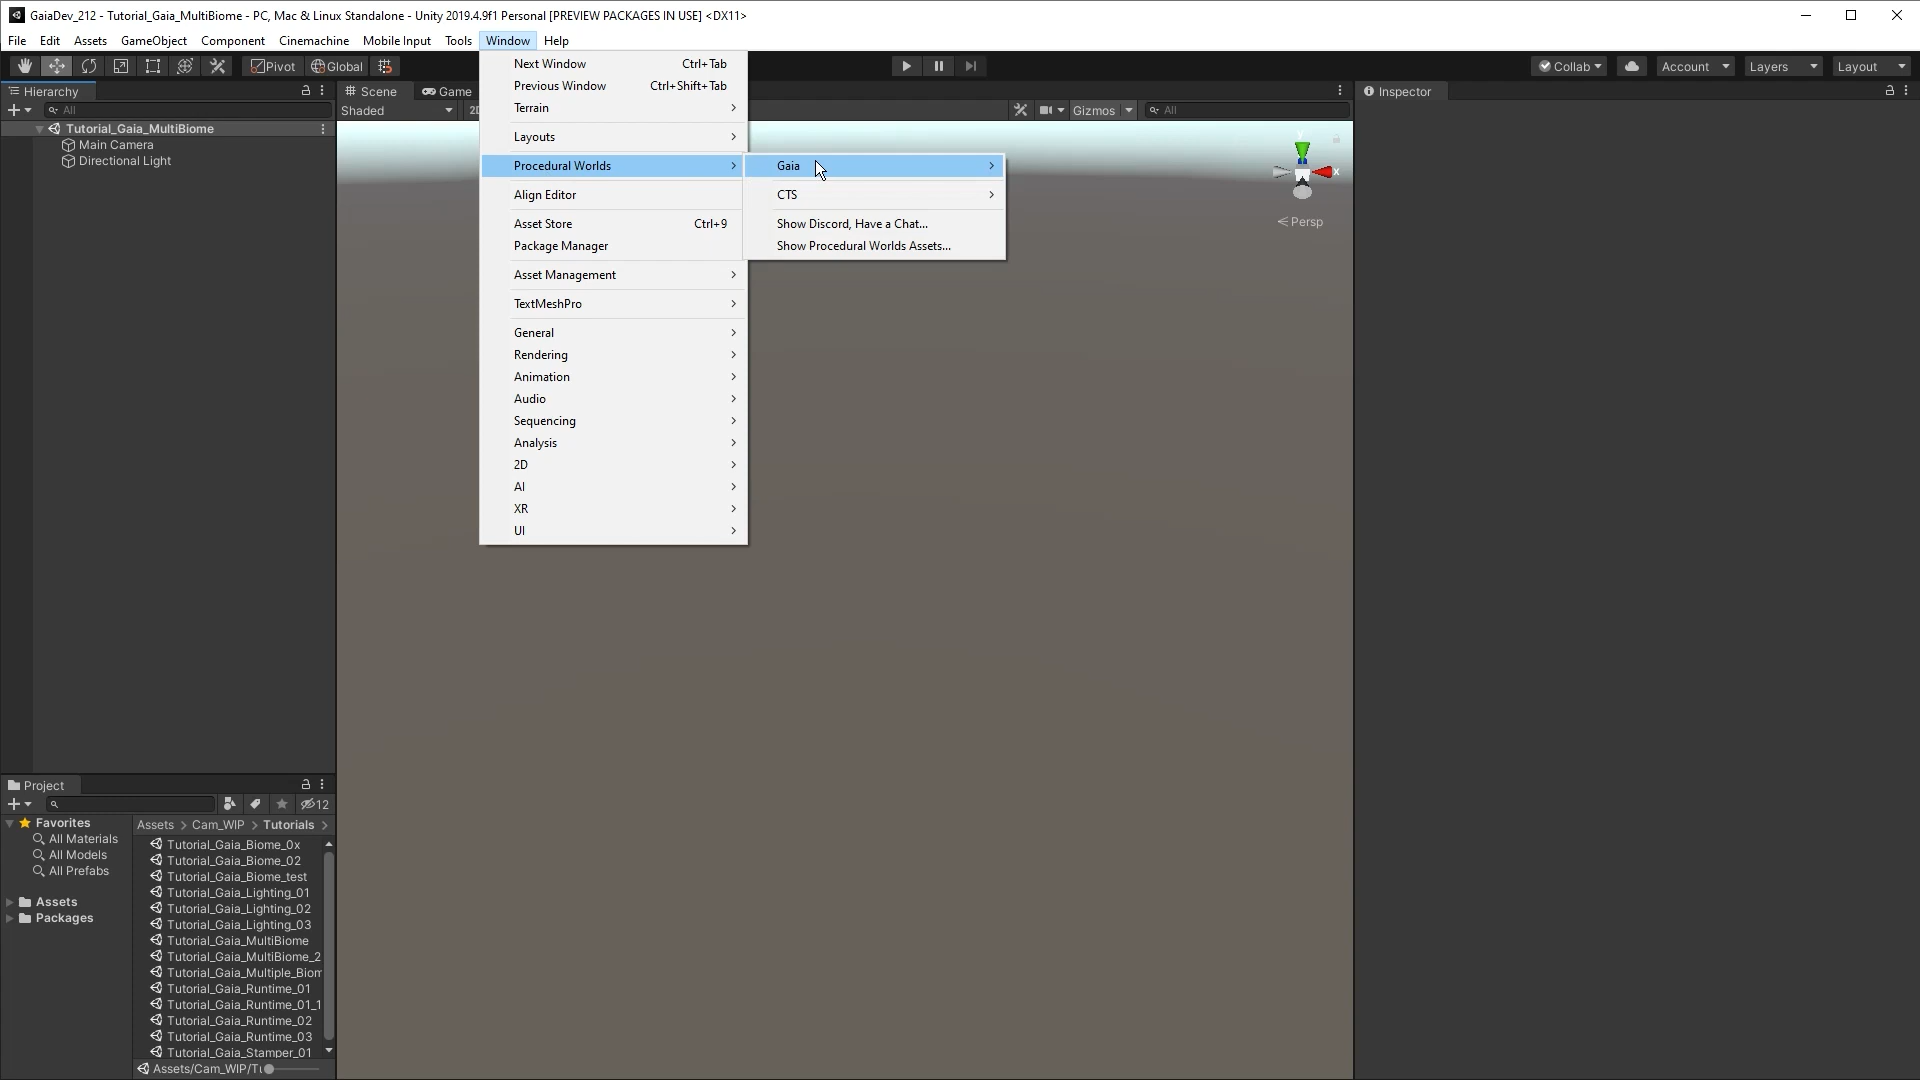 GaiaDev_212 - Tutorial_Gaia_MultiBiome - PC, Mac & Linux Standalone - Unity 2019.4.9f1 Personal [PREVIEW PACKAGES IN USE] <DX11>
File Edit Assets GameObject Component Cinemachine Mobile Input Tools Window Help
Pivot Global Collab Account Layers Layout
Hierarchy
All
Tutorial_Gaia_MultiBiome
Main Camera
Directional Light
Scene Game
Shaded 2D Gizmos All
Next Window Ctrl+Tab
Previous Window Ctrl+Shift+Tab
Terrain
Layouts
Procedural Worlds
Align Editor
Asset Store Ctrl+9
Package Manager
Asset Management
TextMeshPro
General
Rendering
Animation
Audio
Sequencing
Analysis
2D
AI
XR
UI
Gaia
CTS
Show Discord, Have a Chat...
Show Procedural Worlds Assets...
y
x
< Persp
Inspector
Project
12
Favorites
All Materials
All Models
All Prefabs
Assets
Packages
Assets > Cam_WIP > Tutorials >
Tutorial_Gaia_Biome_0x
Tutorial_Gaia_Biome_02
Tutorial_Gaia_Biome_test
Tutorial_Gaia_Lighting_01
Tutorial_Gaia_Lighting_02
Tutorial_Gaia_Lighting_03
Tutorial_Gaia_MultiBiome
Tutorial_Gaia_MultiBiome_2
Tutorial_Gaia_Multiple_Biom
Tutorial_Gaia_Runtime_01
Tutorial_Gaia_Runtime_01_1
Tutorial_Gaia_Runtime_02
Tutorial_Gaia_Runtime_03
Tutorial_Gaia_Stamper_01
Assets/Cam_WIP/Tu